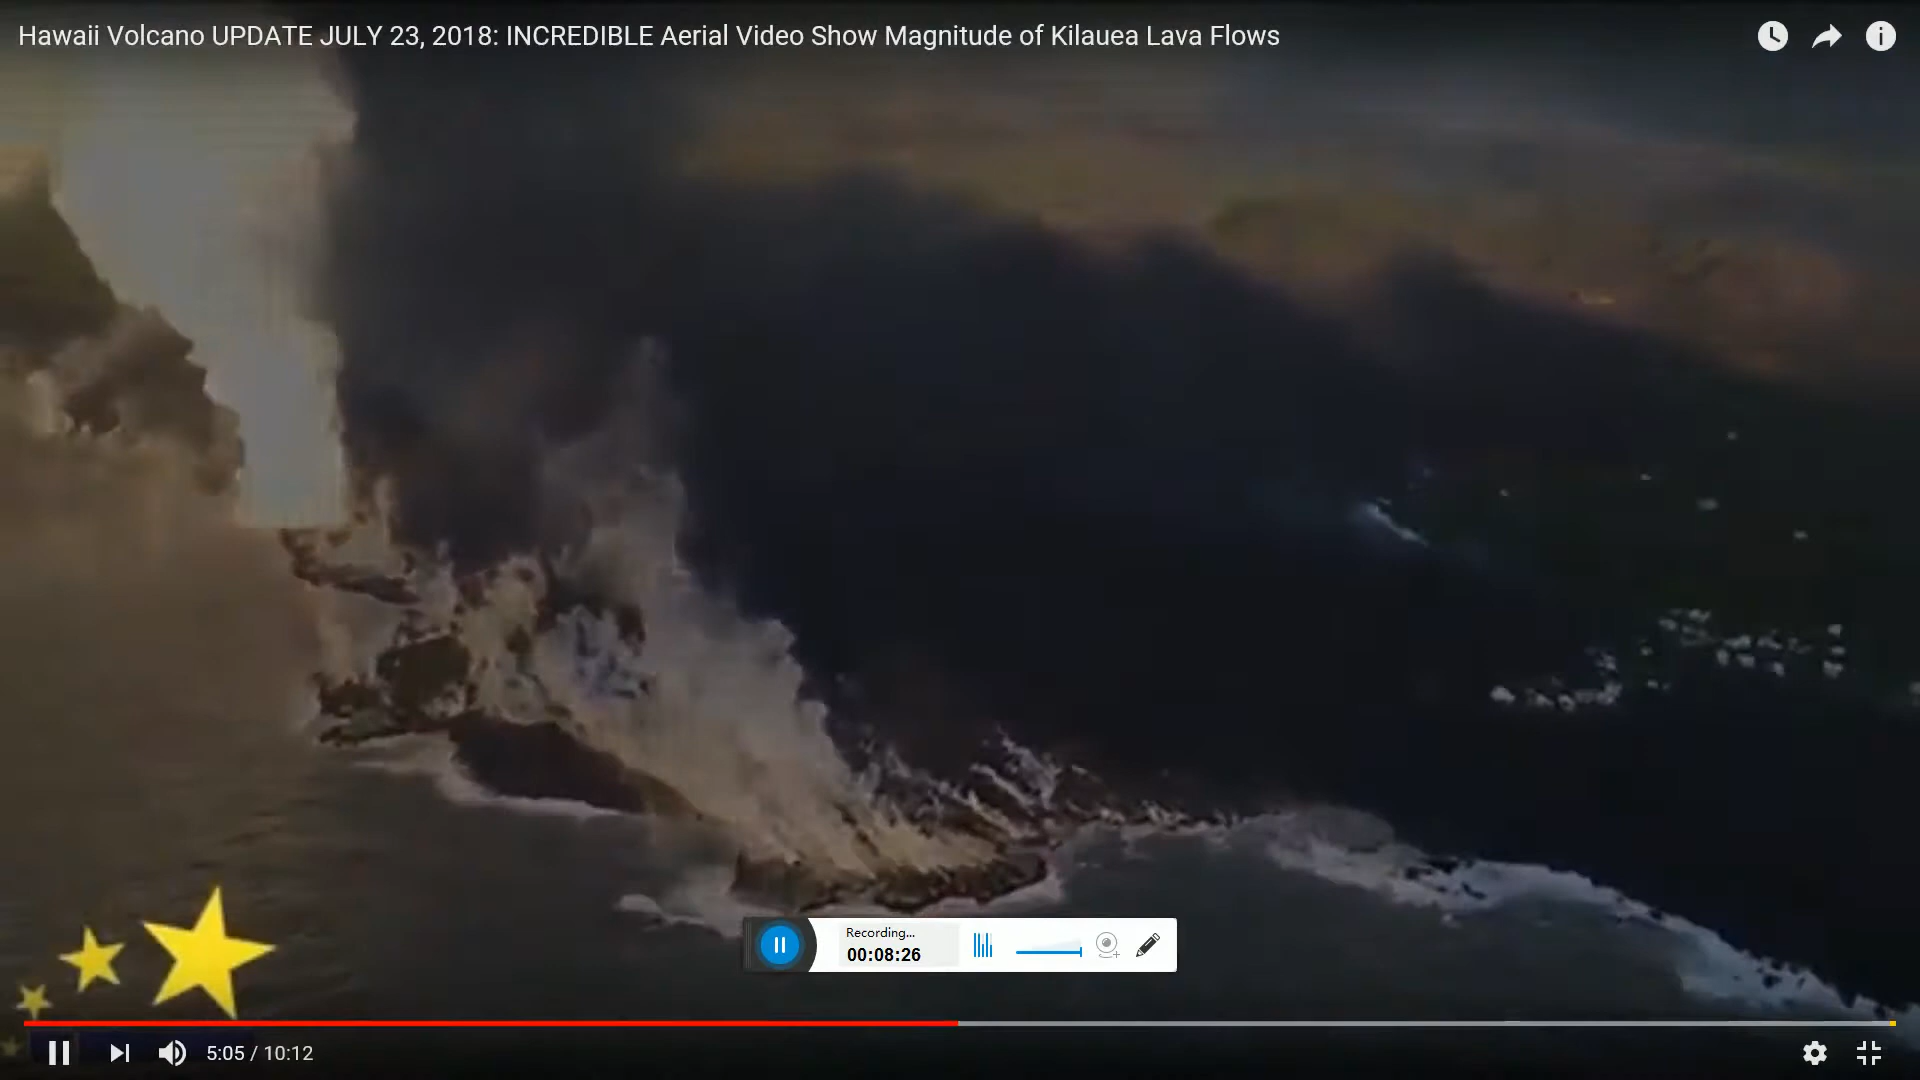 Hawaii Volcano UPDATE JULY 23, 2018: INCREDIBLE Aerial Video Show Magnitude of Kilauea Lava Flows
Recording...
00:08:26
5:05 / 10:12